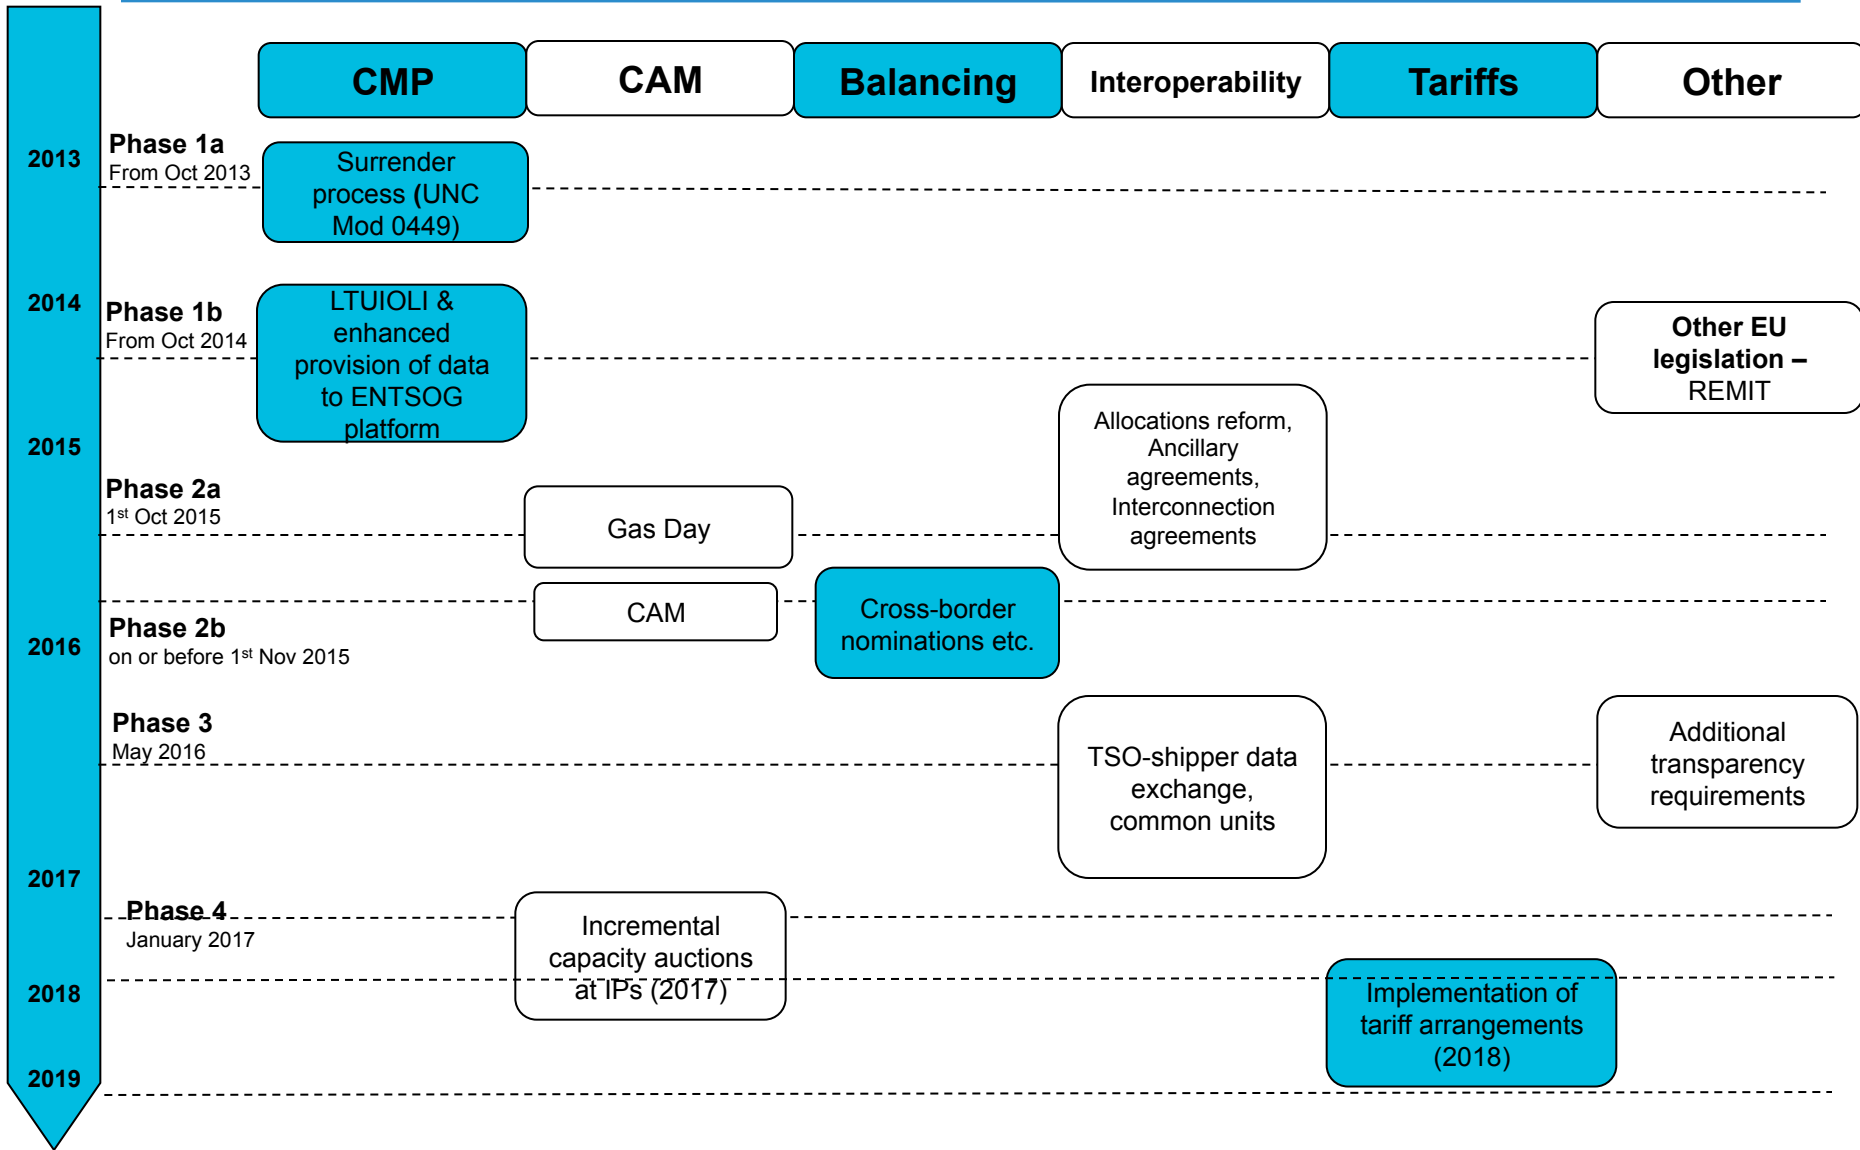 CMP
CAM
Balancing
Interoperability
Tariffs
Other
2013
Phase 1a
From Oct 2013
Surrender
process (UNC
Mod 0449)
2014
Phase 1b
From Oct 2014
LTUIOLI &
enhanced
provision of data
to ENTSOG
platform
Other EU
legislation –
REMIT
2015
Allocations reform,
Ancillary
agreements,
Interconnection
agreements
Phase 2a
1st Oct 2015
Gas Day
CAM
Cross-border
nominations etc.
2016
Phase 2b
on or before 1st Nov 2015
Phase 3
May 2016
TSO-shipper data
exchange,
common units
Additional
transparency
requirements
2017
Phase 4
January 2017
Incremental
capacity auctions
at IPs (2017)
2018
Implementation of
tariff arrangements
(2018)
2019